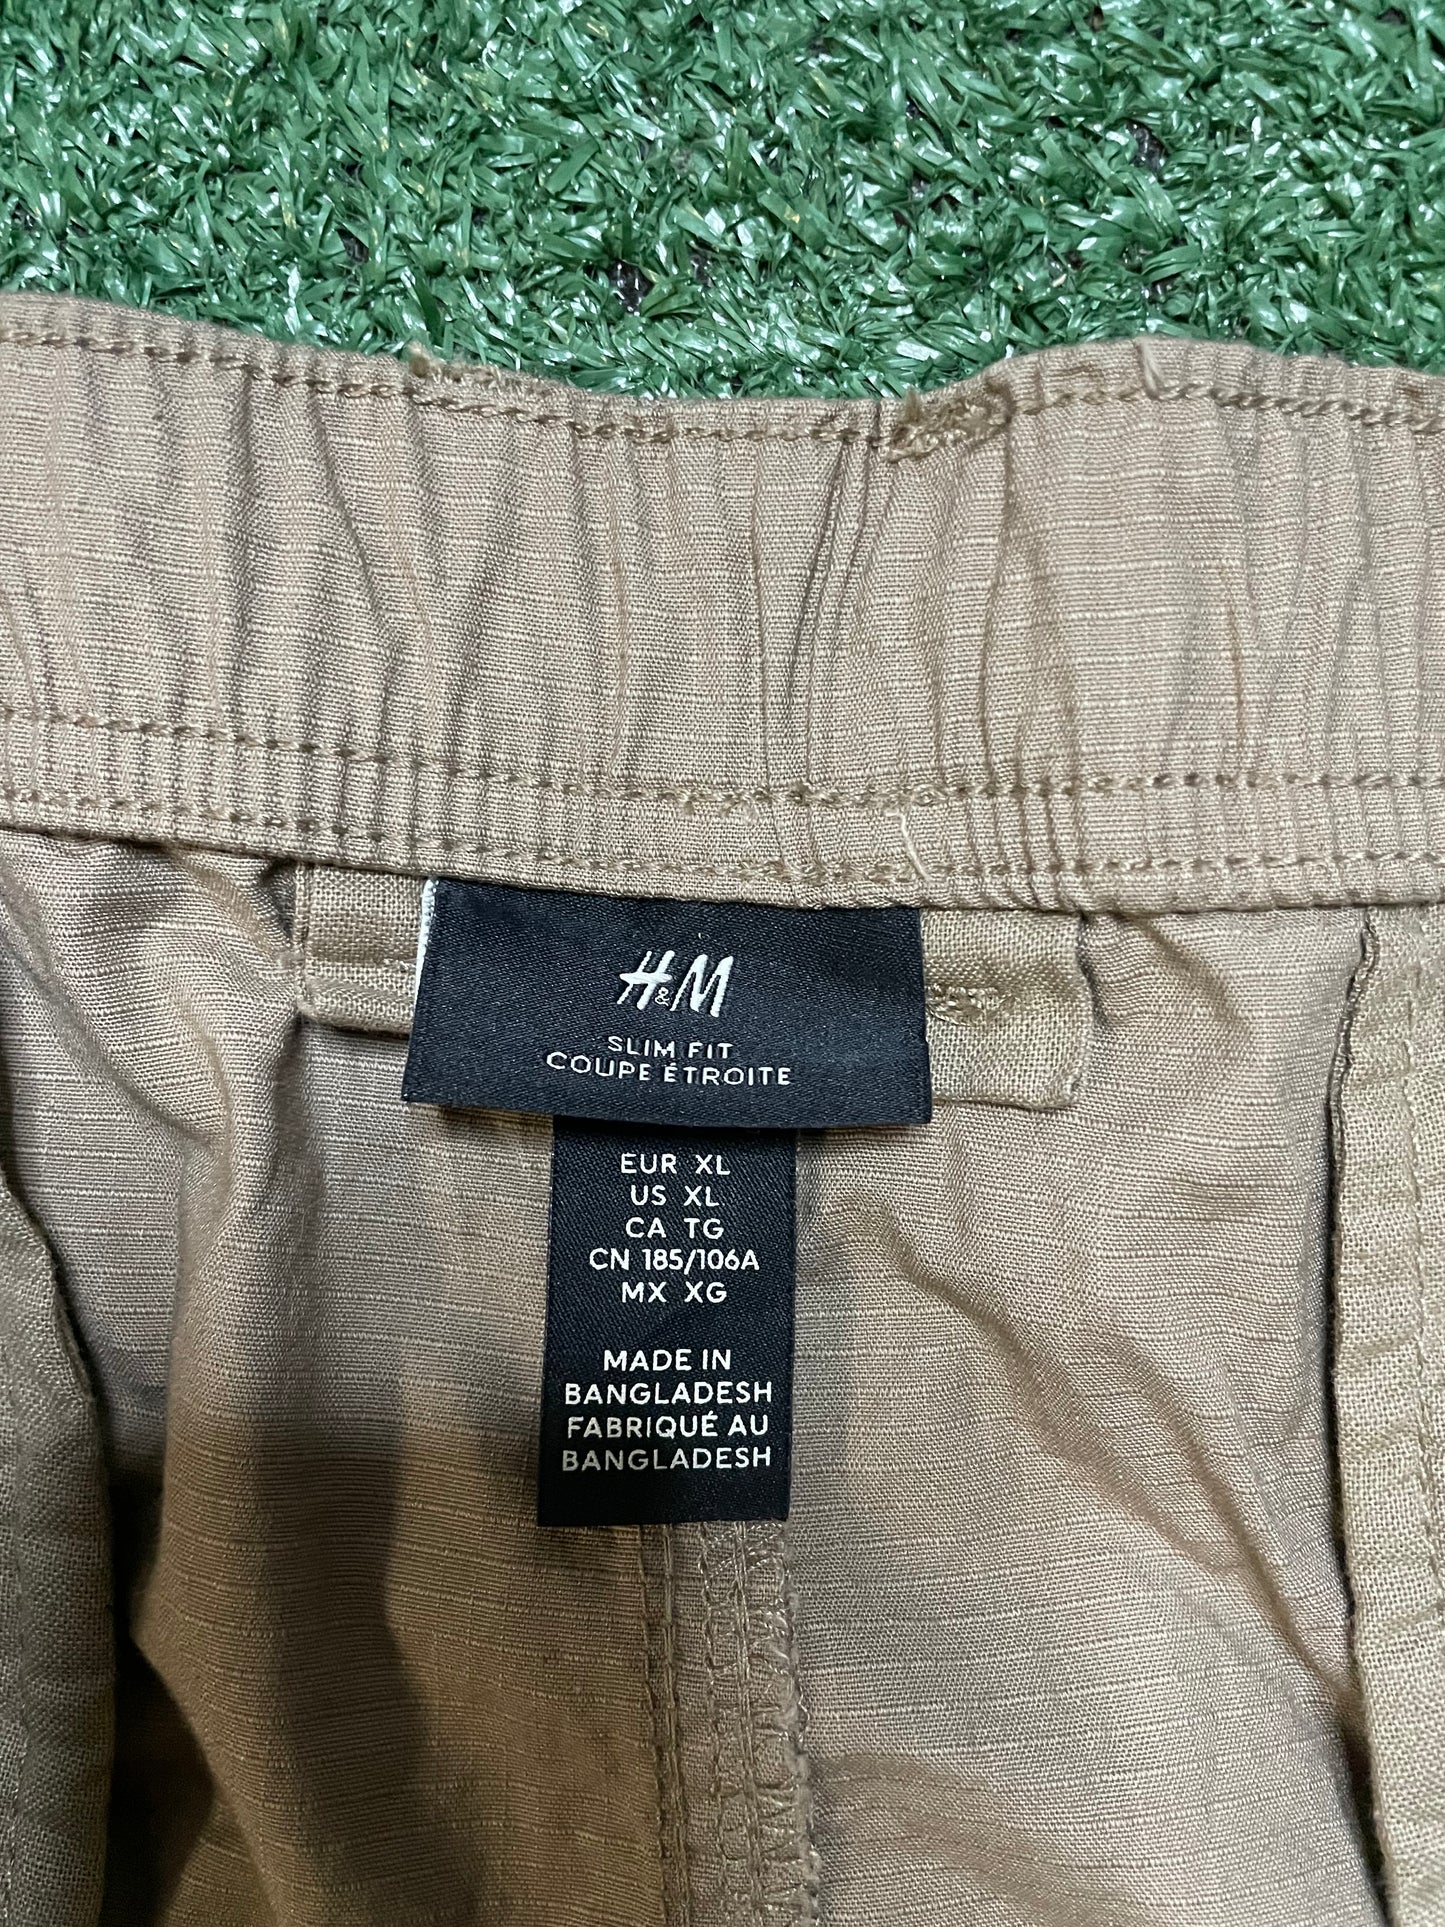 H&M
SLIM FIT
COUPE ÉTROITE
EUR XL
US XL
CA TG
CN 185/106A
MX XG
MADE IN
BANGLADESH
FABRIQUÉ AU
BANGLADESH